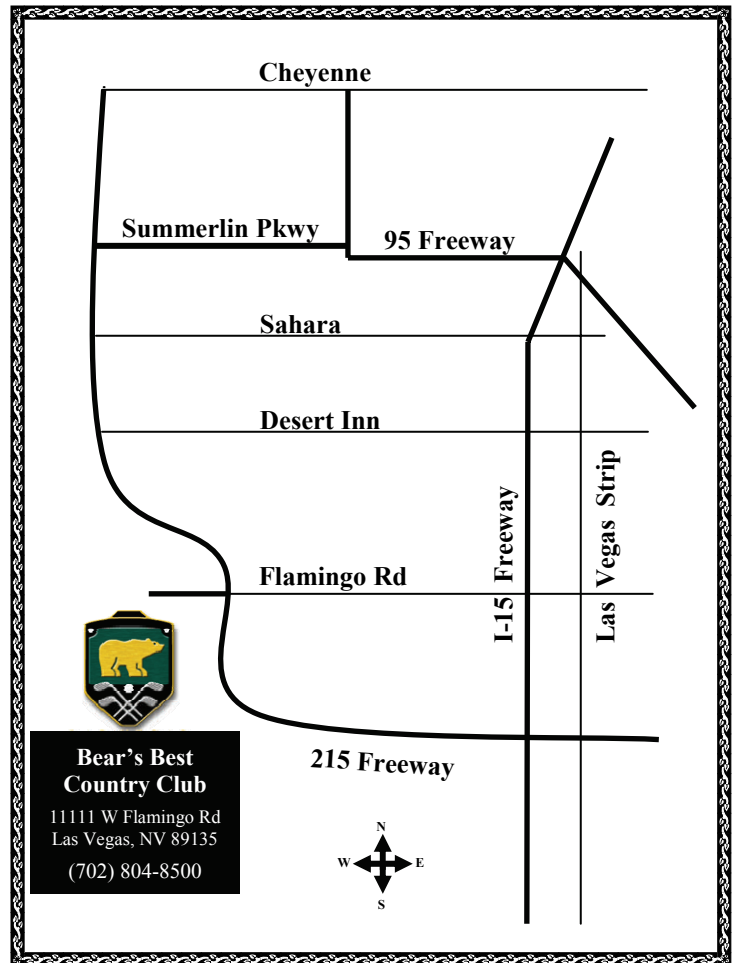 Cheyenne
Summerlin Pkwy
95 Freeway
Sahara
Desert Inn
I-15 Freeway
Las Vegas Strip
Flamingo Rd
215 Freeway
Bear’s Best
Country Club
11111 W Flamingo Rd
Las Vegas, NV 89135
(702) 804-8500
N
W
E
S